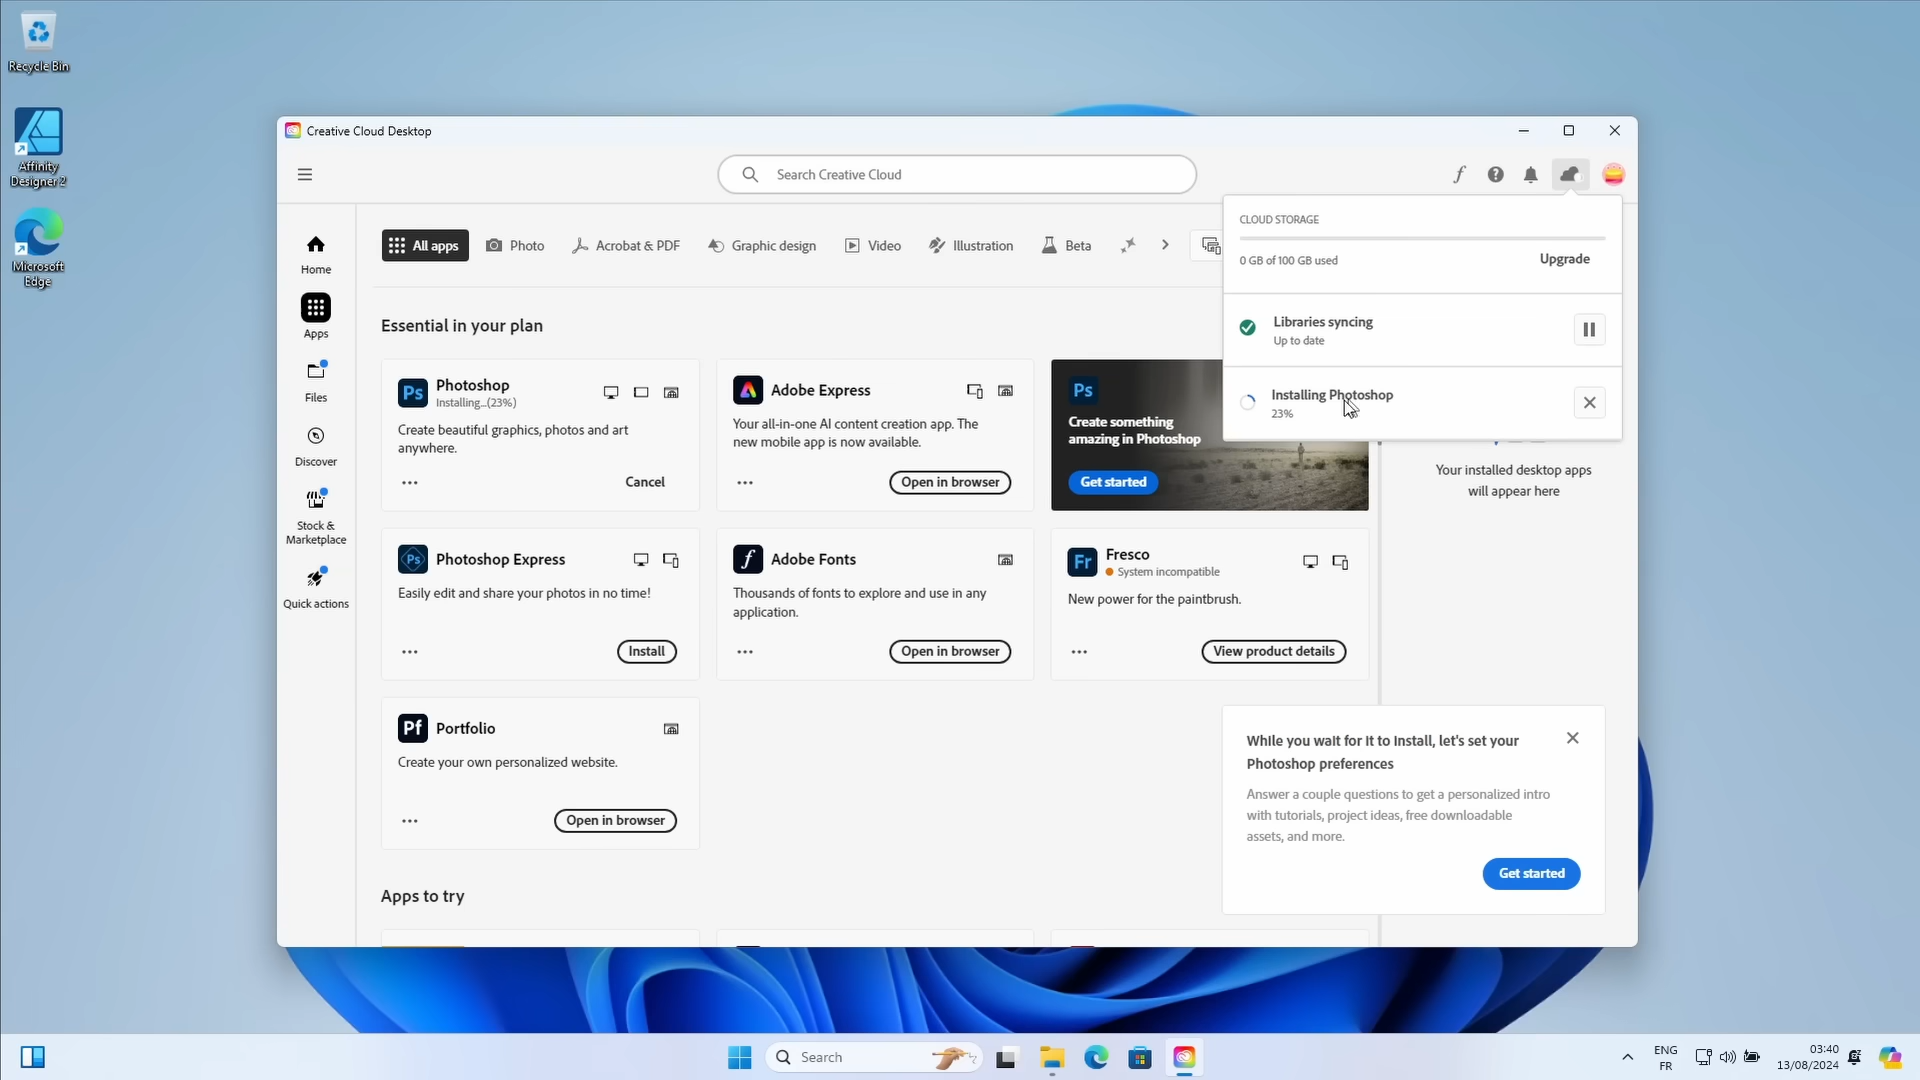 Recycle Bin
Affinity
Designer 2
Microsoft
Edge
Creative Cloud Desktop
Search Creative Cloud
Home
Apps
Files
Discover
Stock &
Marketplace
Quick actions
All apps
Photo
Acrobat & PDF
Graphic design
Video
Illustration
Beta
CLOUD STORAGE
0 GB of 100 GB used
Upgrade
Libraries syncing
Up to date
Installing Photoshop
23%
Essential in your plan
Ps
Photoshop
Installing...(23%)
Create beautiful graphics, photos and art
anywhere.
Cancel
Adobe Express
Your all-in-one AI content creation app. The
new mobile app is now available.
Open in browser
Ps
Create something
amazing in Photoshop
Get started
Your installed desktop apps
will appear here
Ps
Photoshop Express
Easily edit and share your photos in no time!
Install
Adobe Fonts
Thousands of fonts to explore and use in any
application.
Open in browser
Fr
Fresco
System incompatible
New power for the paintbrush.
View product details
Pf
Portfolio
Create your own personalized website.
Open in browser
While you wait for it to install, let's set your
Photoshop preferences
Answer a couple questions to get a personalized intro
with tutorials, project ideas, free downloadable
assets, and more.
Get started
Apps to try
Search
ENG
FR
03:40
13/08/2024